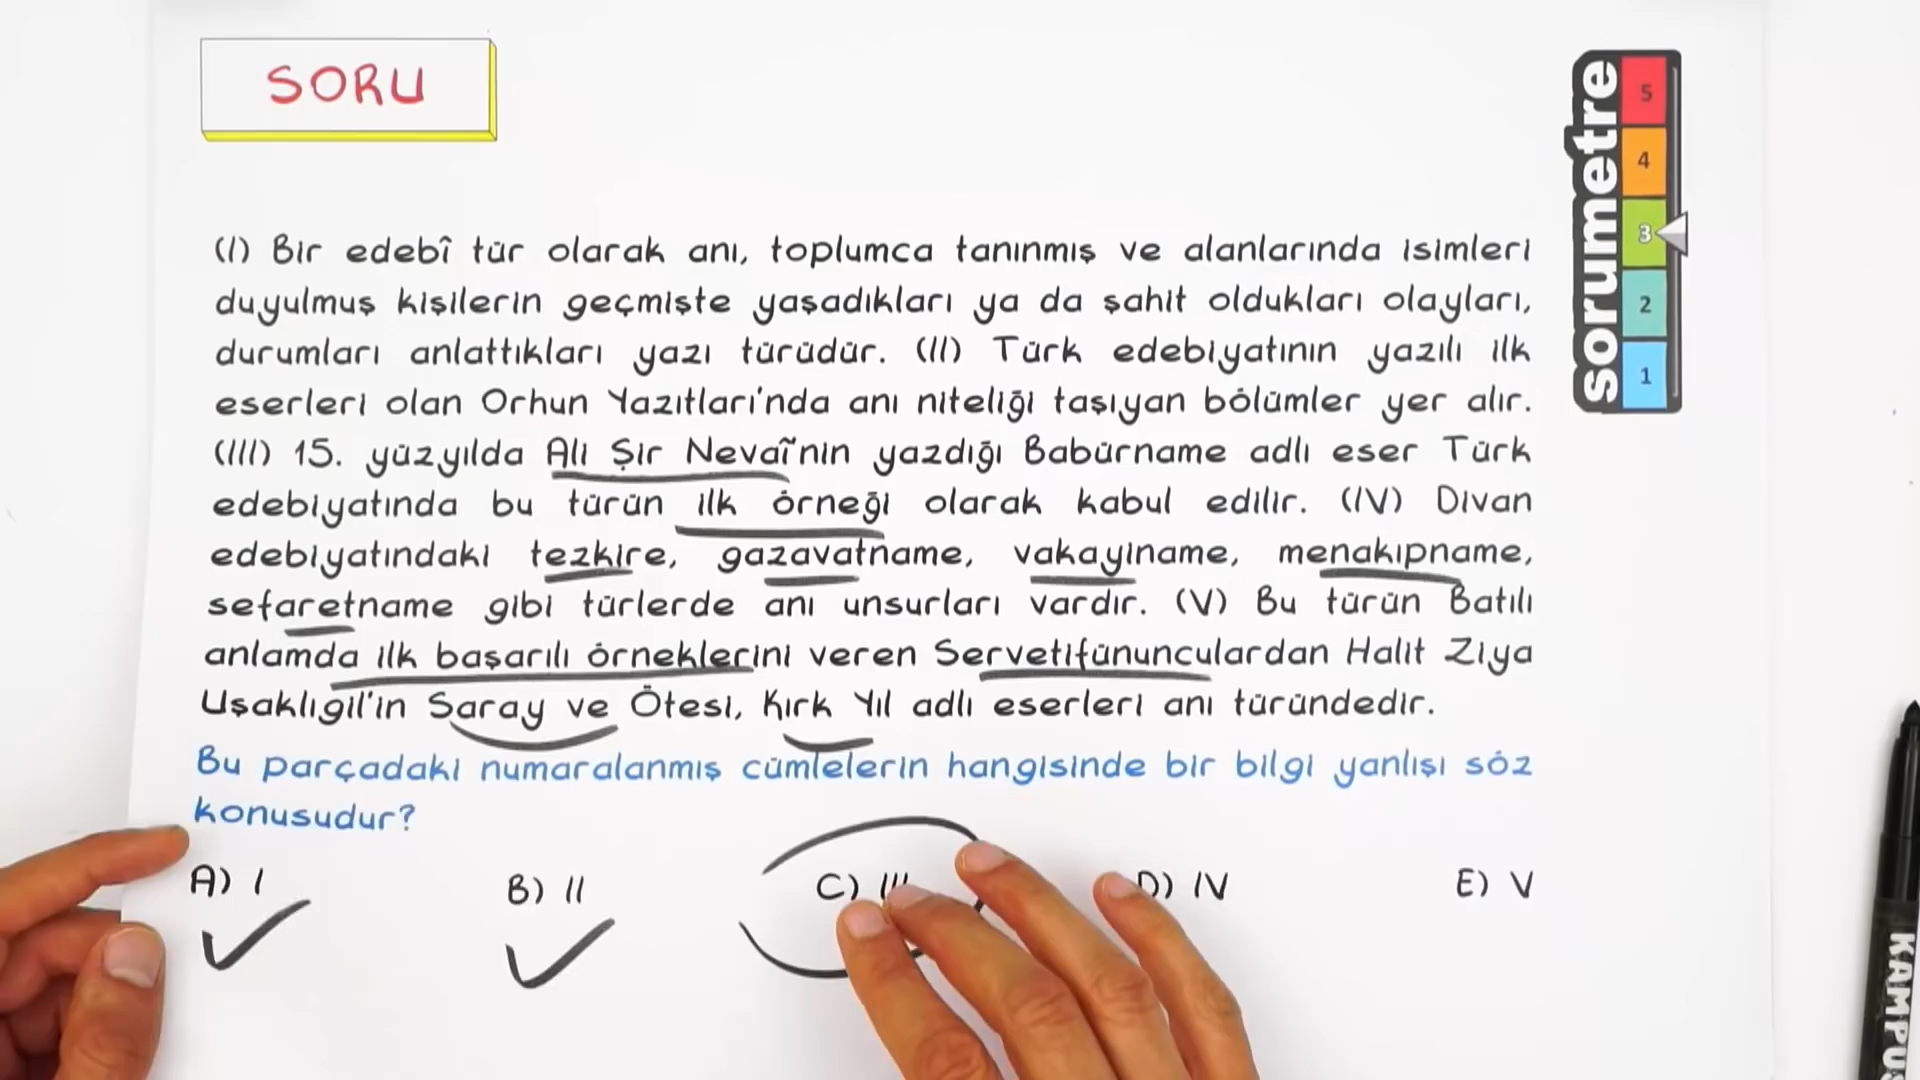 SORU
sorumetre
5
4
3
2
1
(I) Bir edebî tür olarak anı, toplumca tanınmış ve alanlarında isimleri
duyulmuş kişilerin geçmişte yaşadıkları ya da şahit oldukları olayları,
durumları anlattıkları yazı türüdür. (II) Türk edebiyatının yazılı ilk
eserleri olan Orhun Yazıtları'nda anı niteliği taşıyan bölümler yer alır.
(III) 15. yüzyılda Ali Şir Nevaî'nin yazdığı Babürname adlı eser Türk
edebiyatında bu türün ilk örneği olarak kabul edilir. (IV) Divan
edebiyatındaki tezkire, gazavatname, vakayiname, menakıpname,
sefaretname gibi türlerde anı unsurları vardır. (V) Bu türün Batılı
anlamda ilk başarılı örneklerini veren Servetifünunculardan Halit Ziya
Uşaklıgil'in Saray ve Ötesi, Kırk Yıl adlı eserleri anı türündedir.
Bu parçadaki numaralanmış cümlelerin hangisinde bir bilgi yanlışı söz
konusudur?
A) I
B) II
C) III
D) IV
E) V